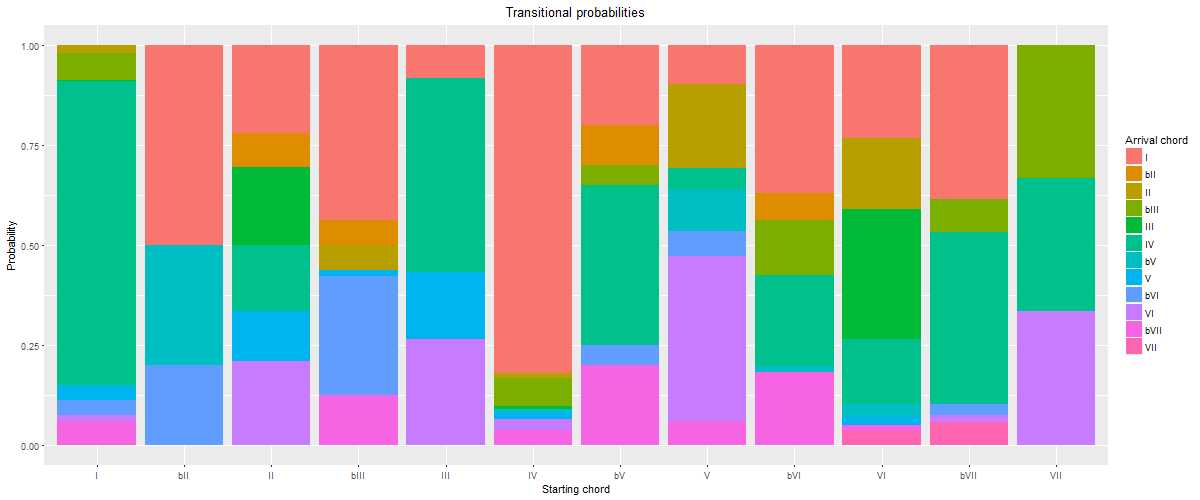 Transitional probabilities
1.00
0.75
0.50
0.25
0.00
Probability
I bII II bIII III IV bV V bVI VI bVII VII
Starting chord
Arrival chord
I
bII
II
bIII
III
IV
bV
V
bVI
VI
bVII
VII